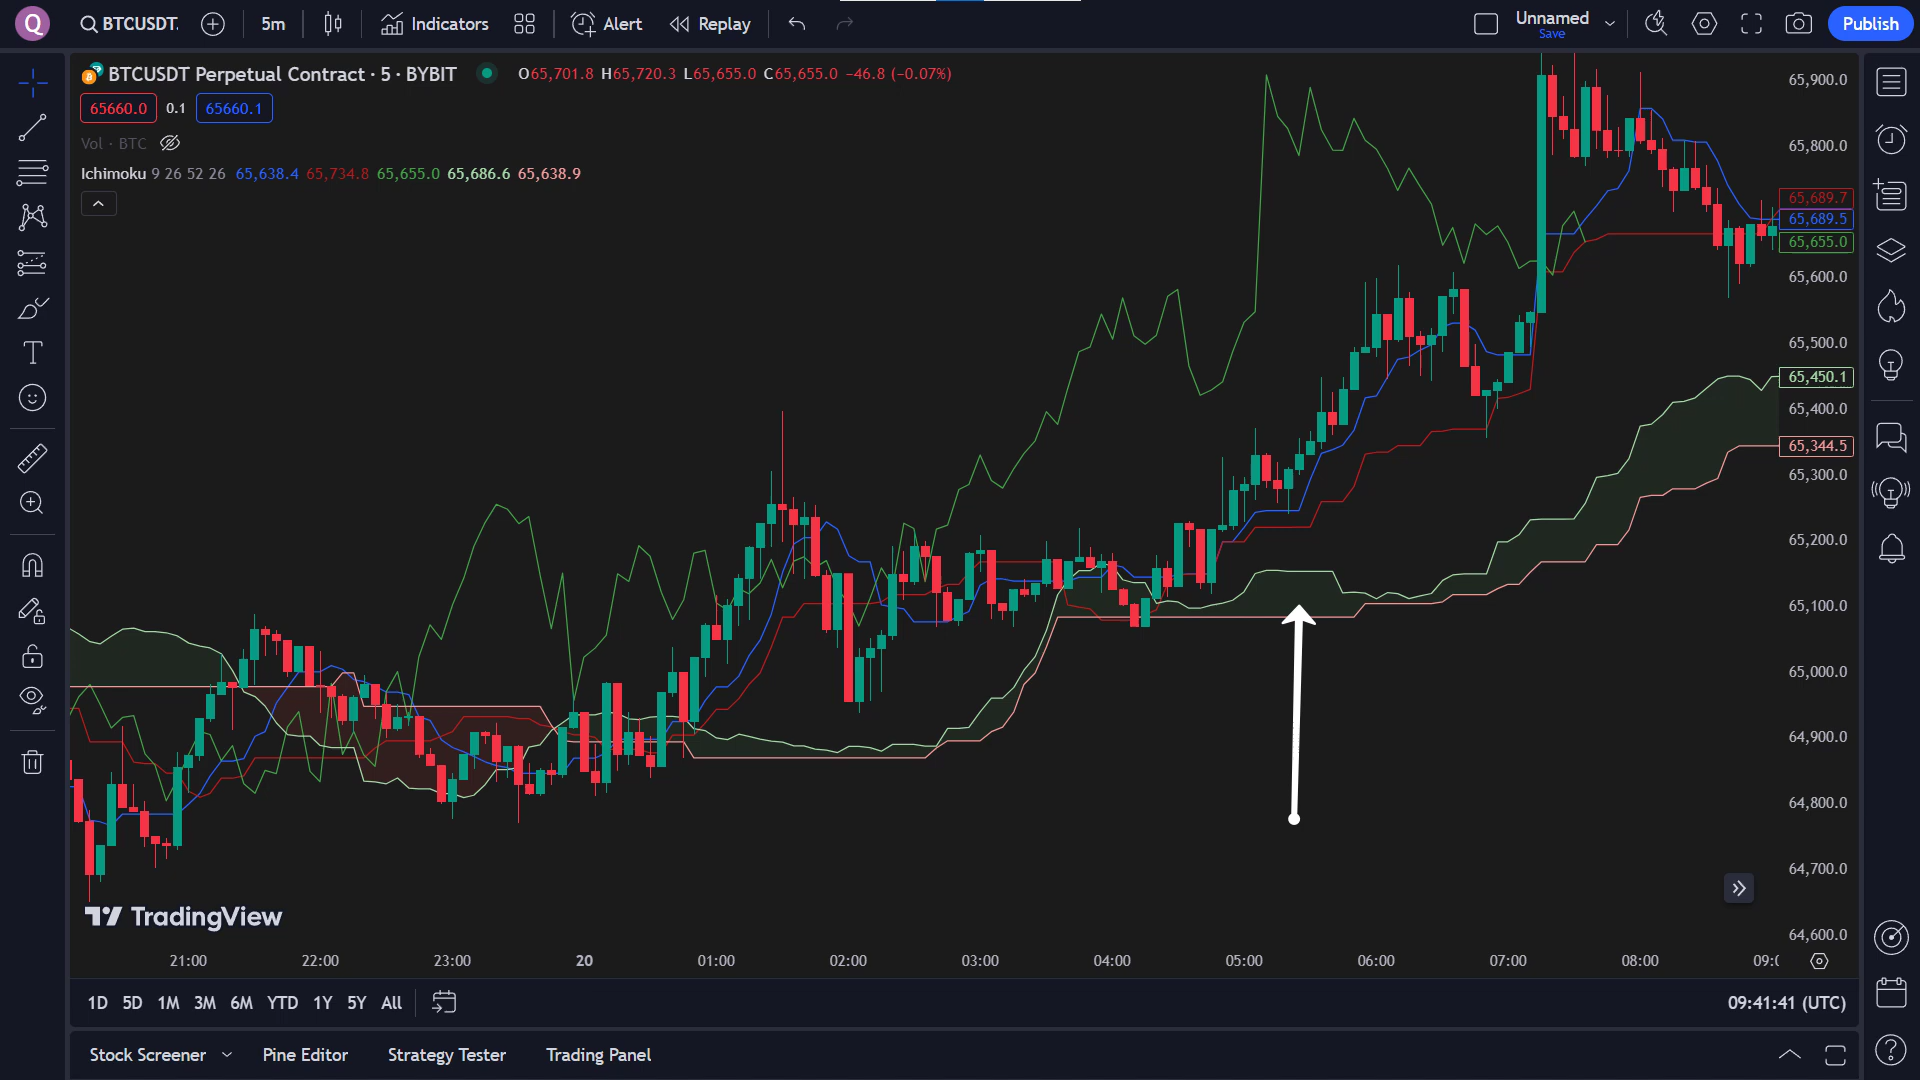 Q BTCUSDT. 5m Indicators Alert Replay Unnamed Save Publish
BTCUSDT Perpetual Contract · 5 · BYBIT O65,701.8 H65,720.3 L65,655.0 C65,655.0 −46.8 (−0.07%)
65660.0 0.1 65660.1
Vol · BTC
Ichimoku 9 26 52 26 65,638.4 65,734.8 65,655.0 65,686.6 65,638.9
65,900.0
65,800.0
65,689.7
65,689.5
65,655.0
65,600.0
65,500.0
65,450.1
65,400.0
65,344.5
65,300.0
65,200.0
65,100.0
65,000.0
64,900.0
64,800.0
64,700.0
64,600.0
TradingView
21:00 22:00 23:00 20 01:00 02:00 03:00 04:00 05:00 06:00 07:00 08:00
1D 5D 1M 3M 6M YTD 1Y 5Y All 09:41:41 (UTC)
Stock Screener Pine Editor Strategy Tester Trading Panel